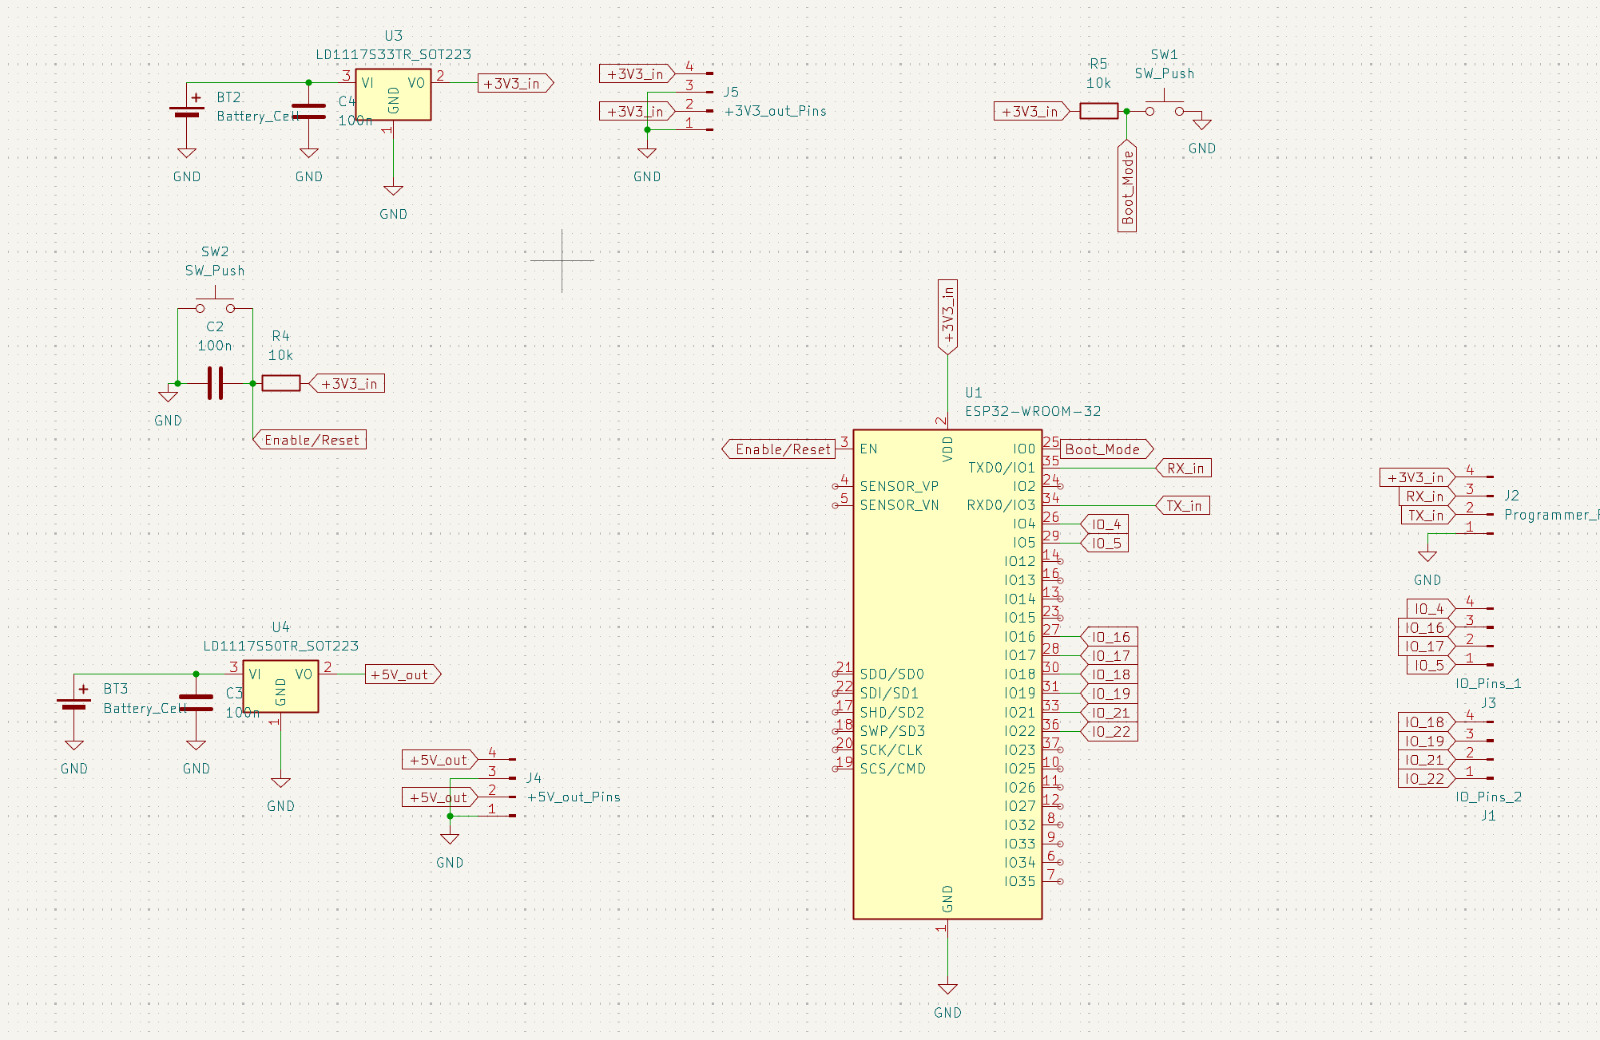 U3
LD1117S33TR_SOT223
3
VI
VO
2
+3V3_in
GND
1
BT2
Battery_Cell
C4
100n
GND
GND
GND
+3V3_in
4
3
J5
+3V3_in
2
+3V3_out_Pins
1
GND
SW1
SW_Push
R5
10k
+3V3_in
GND
Boot_Mode
SW2
SW_Push
C2
100n
R4
10k
+3V3_in
GND
Enable/Reset
+3V3_in
U1
ESP32-WROOM-32
2
VDD
Enable/Reset
3
EN
4
SENSOR_VP
5
SENSOR_VN
21
SDO/SD0
22
SDI/SD1
17
SHD/SD2
18
SWP/SD3
20
SCK/CLK
19
SCS/CMD
IO0
25
Boot_Mode
TXD0/IO1
35
RX_in
IO2
24
RXD0/IO3
34
TX_in
IO4
26
IO_4
IO5
29
IO_5
IO12
14
IO13
16
IO14
13
IO15
23
IO16
27
IO_16
IO17
28
IO_17
IO18
30
IO_18
IO19
31
IO_19
IO21
33
IO_21
IO22
36
IO_22
IO23
37
IO25
10
IO26
11
IO27
12
IO32
8
IO33
9
IO34
6
IO35
7
GND
1
GND
+3V3_in
4
RX_in
3
J2
TX_in
2
Programmer_
1
GND
IO_4
4
IO_16
3
IO_17
2
IO_5
1
IO_Pins_1
J3
IO_18
4
IO_19
3
IO_21
2
IO_22
1
IO_Pins_2
J1
U4
LD1117S50TR_SOT223
3
VI
VO
2
+5V_out
GND
1
BT3
Battery_Cell
C3
100n
GND
GND
GND
+5V_out
4
3
J4
+5V_out
2
+5V_out_Pins
1
GND